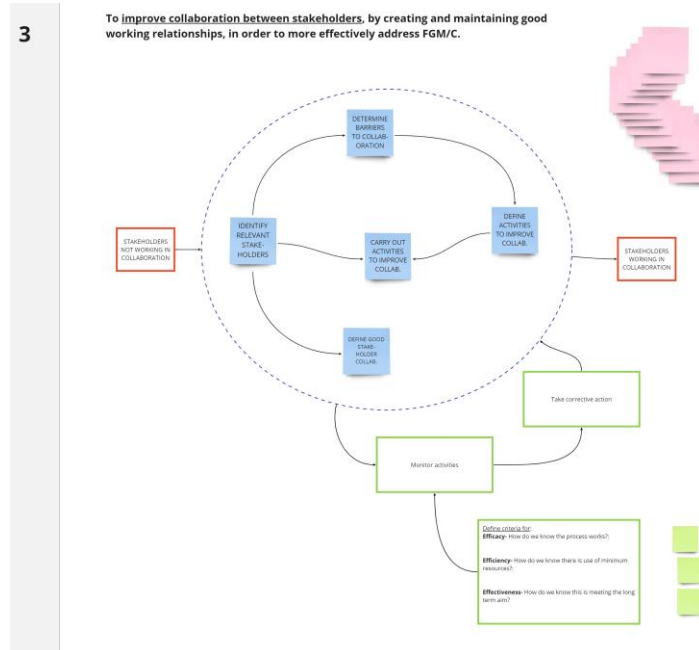 3
To improve collaboration between stakeholders, by creating and maintaining good
working relationships, in order to more effectively address FGM/C.
DETERMINE
BARRIERS
TO COLLAB-
ORATION
IDENTIFY
RELEVANT
STAKE-
HOLDERS
DEFINE
ACTIVITIES
TO IMPROVE
COLLAB.
CARRY OUT
ACTIVITIES
TO IMPROVE
COLLAB.
STAKEHOLDERS
NOT WORKING IN
COLLABORATION
STAKEHOLDERS
WORKING IN
COLLABORATION
DEFINE GOOD
STAKE-
HOLDER
COLLAB.
Take corrective action
Monitor activities
Define criteria for:
Efficacy- How do we know the process works?:
Efficiency- How do we know there is use of minimum
resources?:
Effectiveness- How do we know this is meeting the long
term aim?